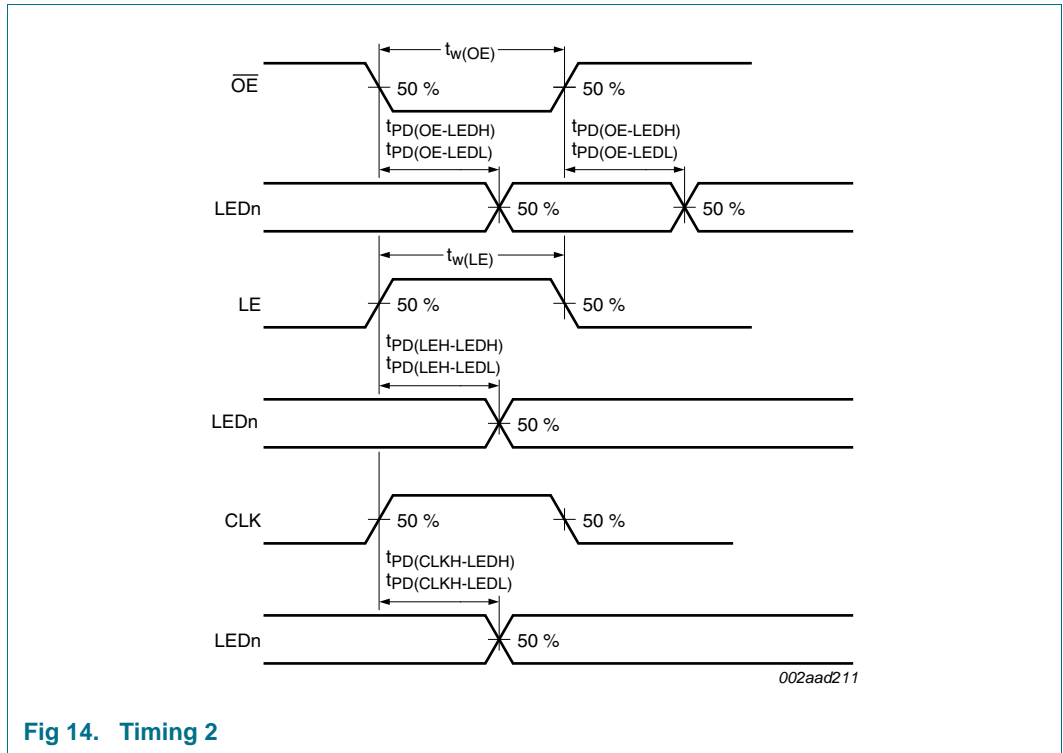 tw(OE)
OE
50 %
50 %
tPD(OE-LEDH)
tPD(OE-LEDL)
tPD(OE-LEDH)
tPD(OE-LEDL)
LEDn
50 %
50 %
tw(LE)
LE
50 %
50 %
tPD(LEH-LEDH)
tPD(LEH-LEDL)
LEDn
50 %
CLK
50 %
50 %
tPD(CLKH-LEDH)
tPD(CLKH-LEDL)
LEDn
50 %
002aad211
Fig 14. Timing 2